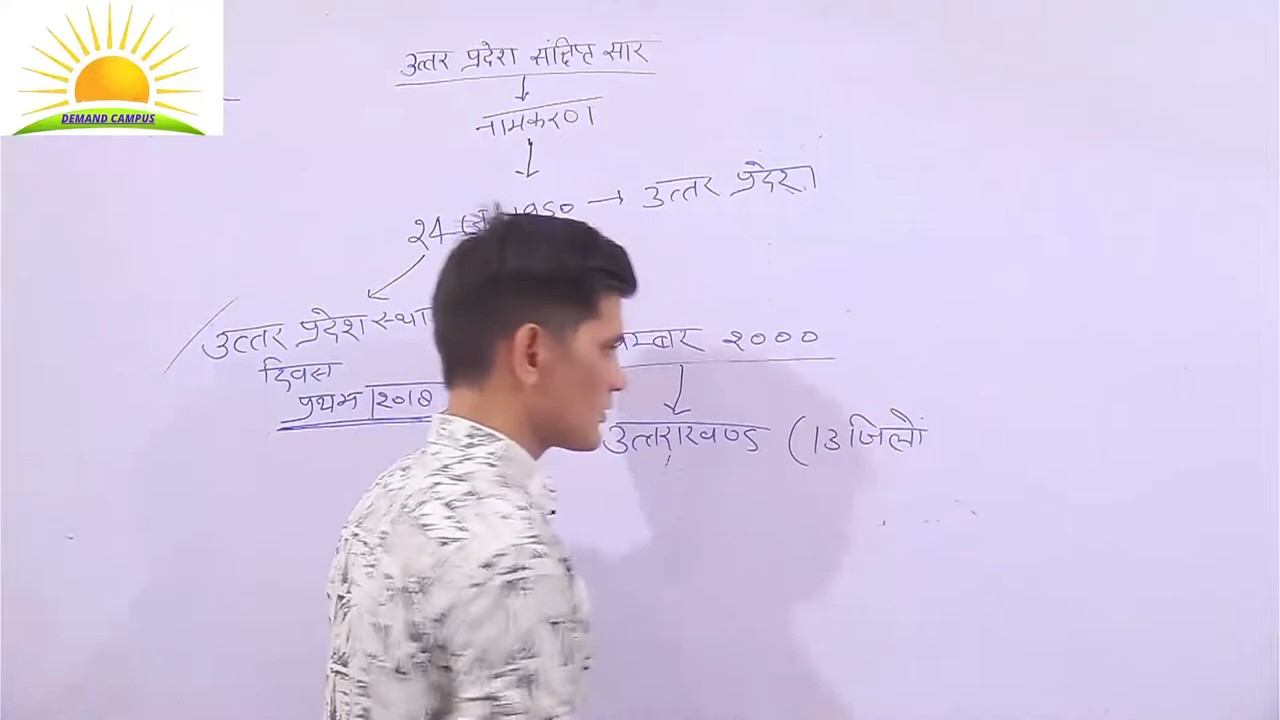 DEMAND CAMPUS
उत्तर प्रदेश संक्षिप्त सार
नामकरण
24 → उत्तर प्रदेश
उत्तर प्रदेश स्था
दिवस
प्रथम 2018
म्बर 2000
उत्तराखण्ड (13 जिलों